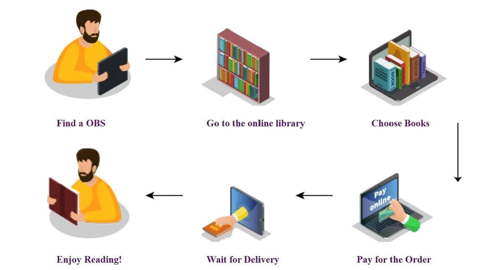 Find a OBS
Go to the online library
Choose Books
Pay
online
Pay for the Order
Wait for Delivery
Enjoy Reading!